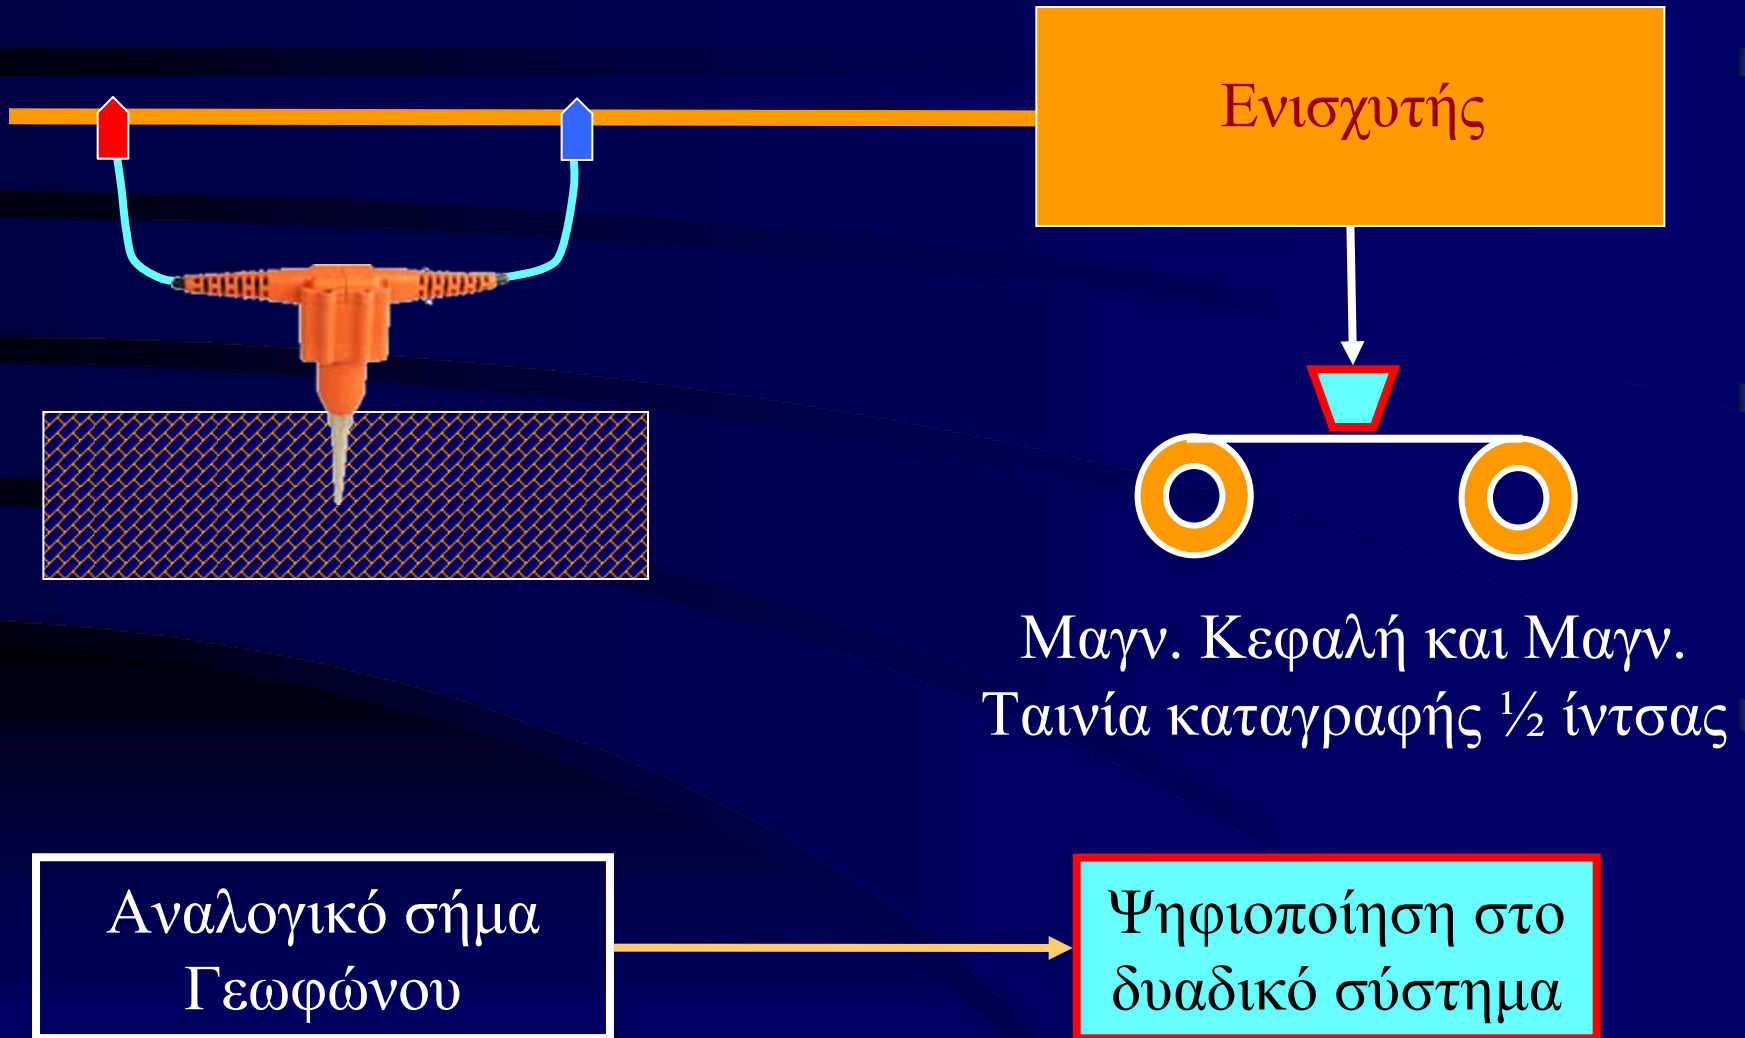 Ενισχυτής
Μαγν. Κεφαλή και Μαγν.
Ταινία καταγραφής ½ ίντσας
Αναλογικό σήμα
Γεωφώνου
Ψηφιοποίηση στο
δυαδικό σύστημα